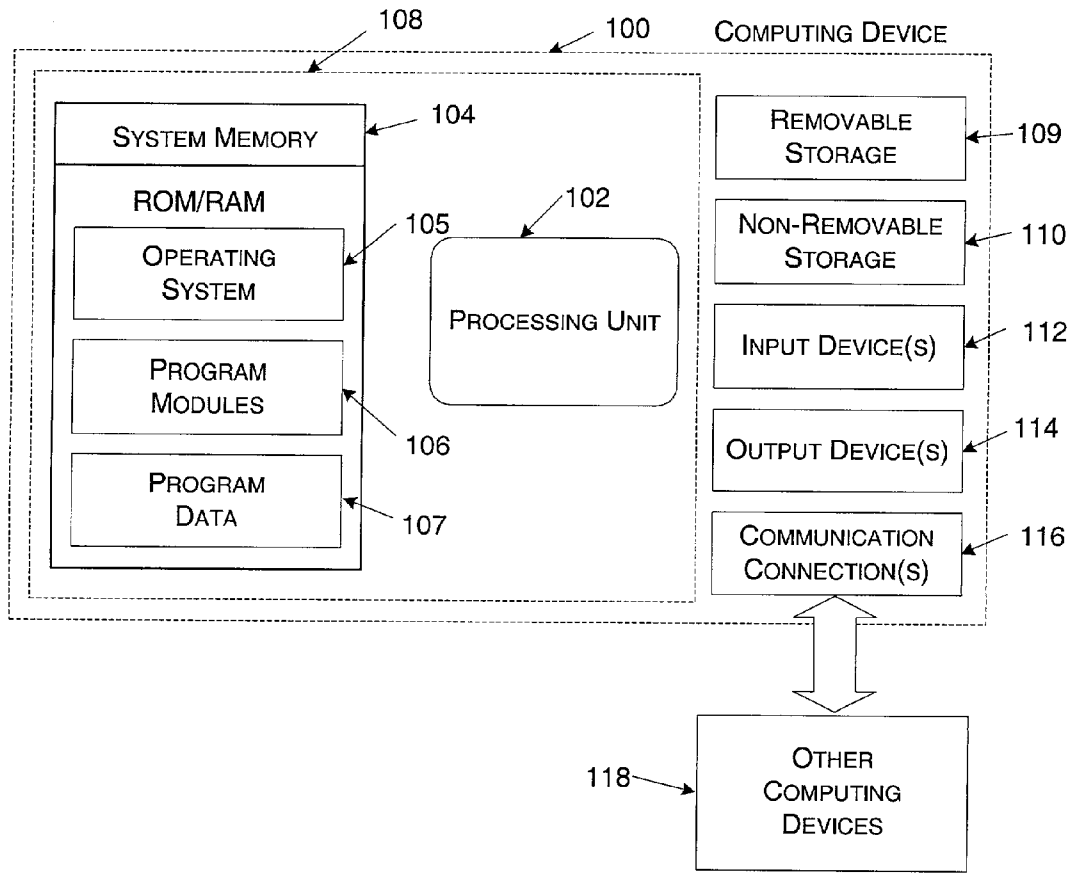 108
100
COMPUTING DEVICE
104
SYSTEM MEMORY
ROM/RAM
105
OPERATING
SYSTEM
PROGRAM
MODULES
106
PROGRAM
DATA
107
102
PROCESSING UNIT
REMOVABLE
STORAGE
109
NON-REMOVABLE
STORAGE
110
INPUT DEVICE(S)
112
OUTPUT DEVICE(S)
114
COMMUNICATION
CONNECTION(S)
116
118
OTHER
COMPUTING
DEVICES